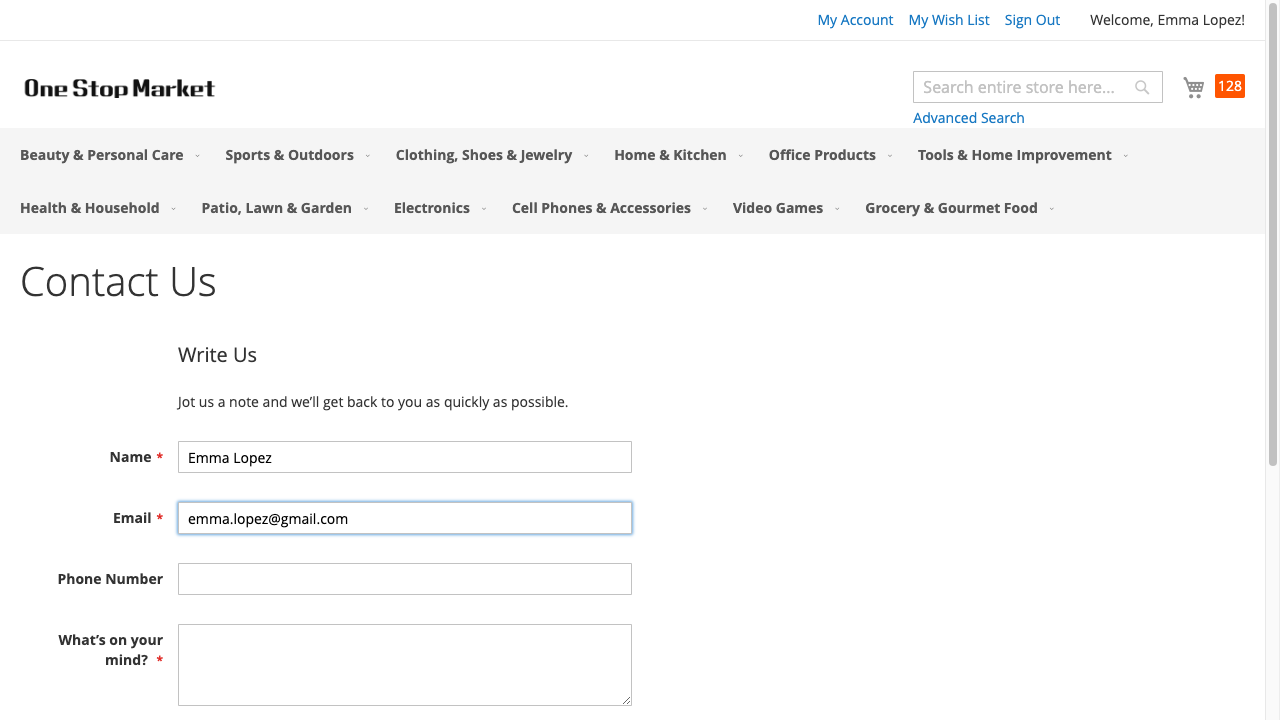 My Account My Wish List Sign Out Welcome, Emma Lopez!
One Stop Market
Search entire store here...
128
Advanced Search
Beauty & Personal Care Sports & Outdoors Clothing, Shoes & Jewelry Home & Kitchen Office Products Tools & Home Improvement
Health & Household Patio, Lawn & Garden Electronics Cell Phones & Accessories Video Games Grocery & Gourmet Food
Contact Us
Write Us
Jot us a note and we’ll get back to you as quickly as possible.
Name * Emma Lopez
Email * emma.lopez@gmail.com
Phone Number
What’s on your
mind? *